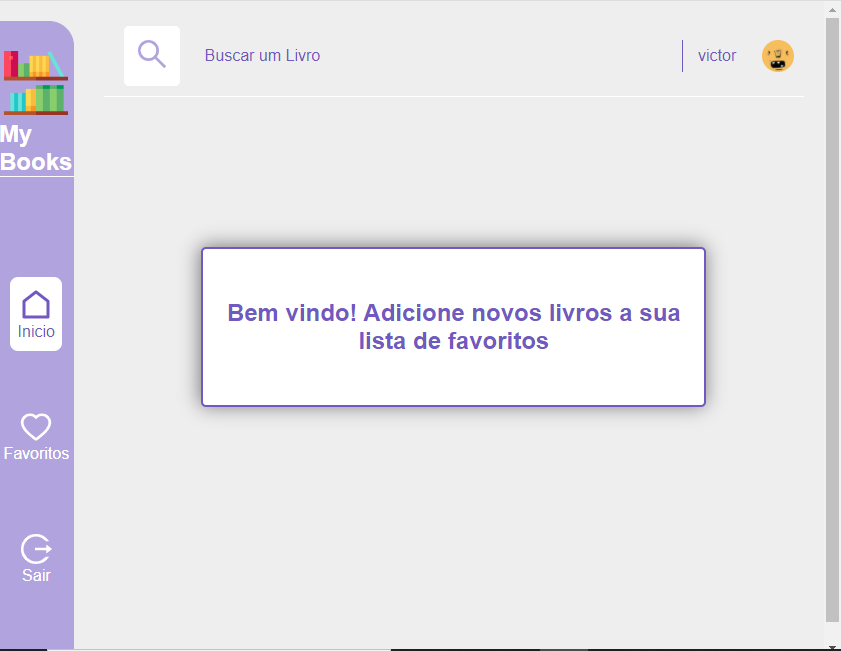 My
Books
Buscar um Livro
victor
Bem vindo! Adicione novos livros a sua
lista de favoritos
Inicio
Favoritos
Sair